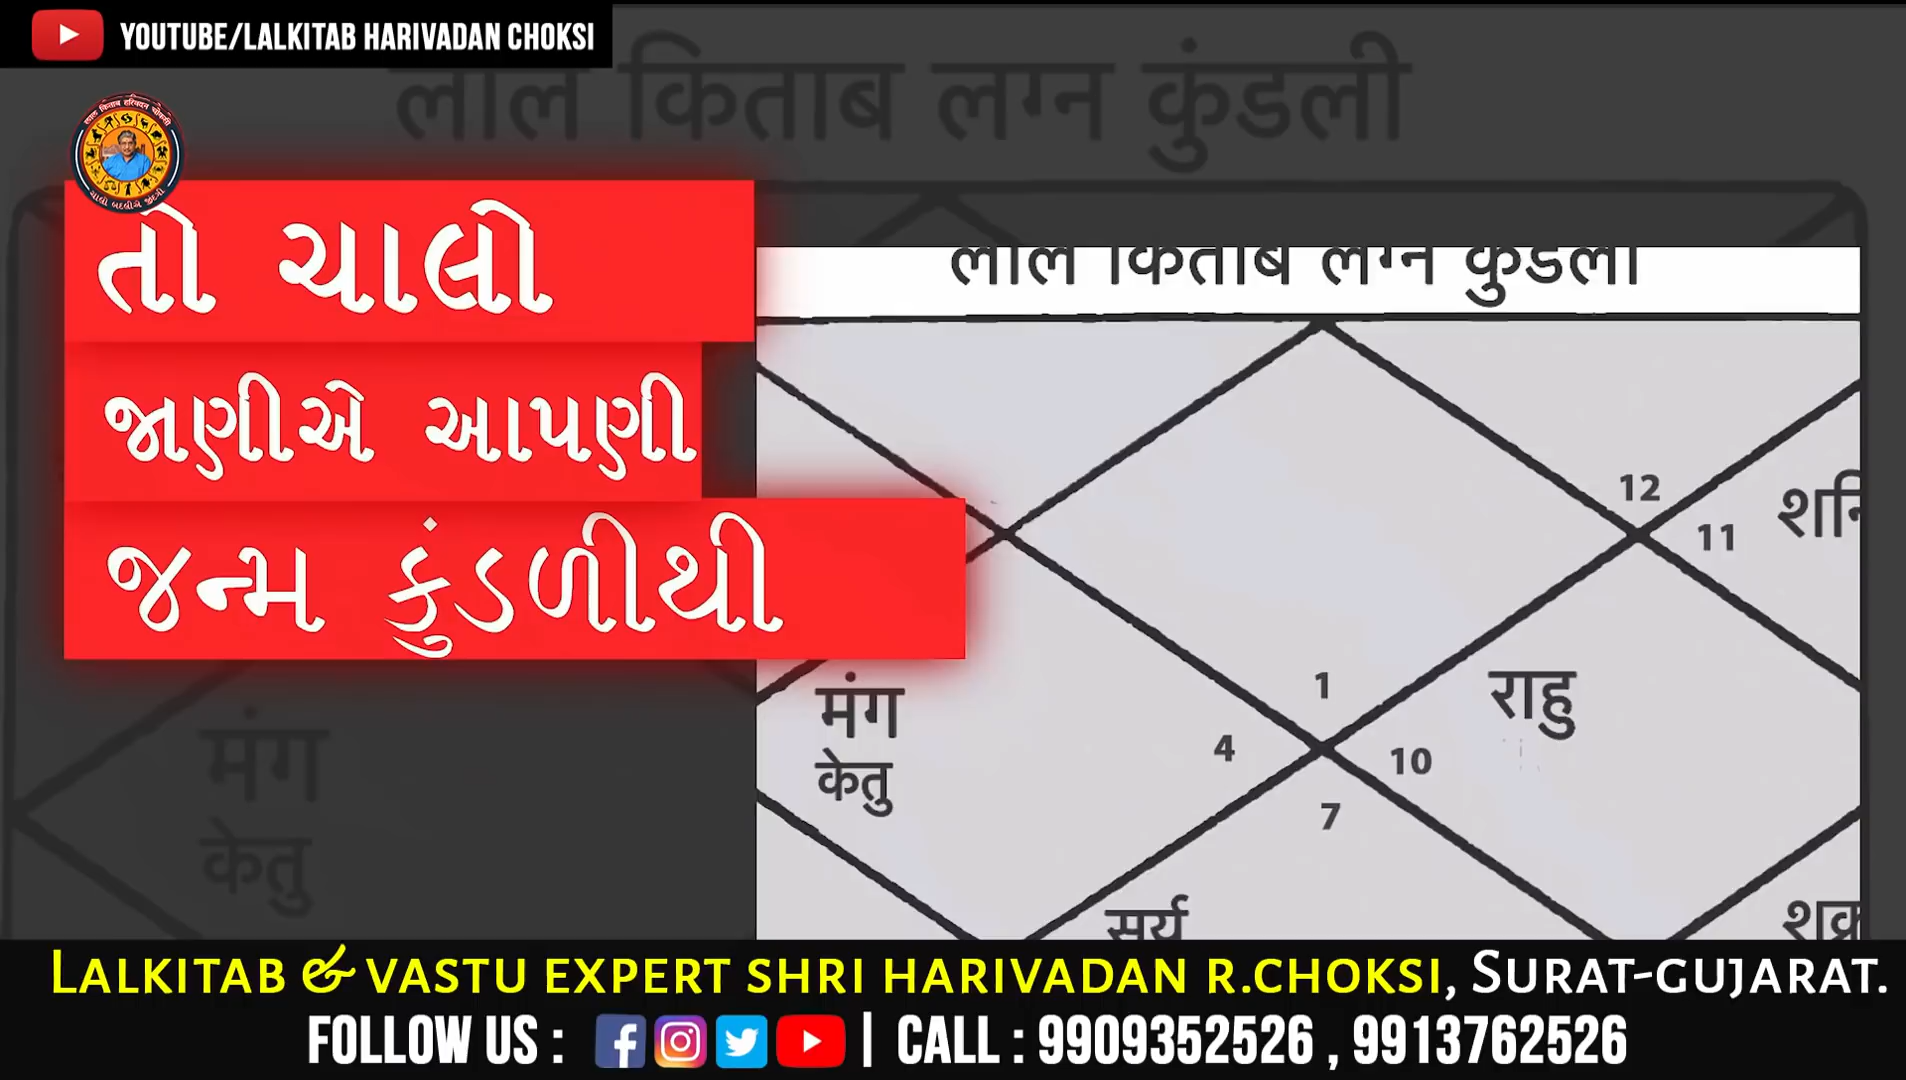 YOUTUBE/LALKITAB HARIVADAN CHOKSI
लाल किताब लग्न कुंडली
તો ચાલો
જાણીએ આપણી
જન્મ કુંડળીથી
लाल किताब लग्न कुंडली
12
11
शनि
मंग
केतु
1
4
10
7
राहु
मंग
केतु
सूर्य
शुक्र
LALKITAB & VASTU EXPERT SHRI HARIVADAN R.CHOKSI, SURAT-GUJARAT.
FOLLOW US : | CALL : 9909352526 , 9913762526